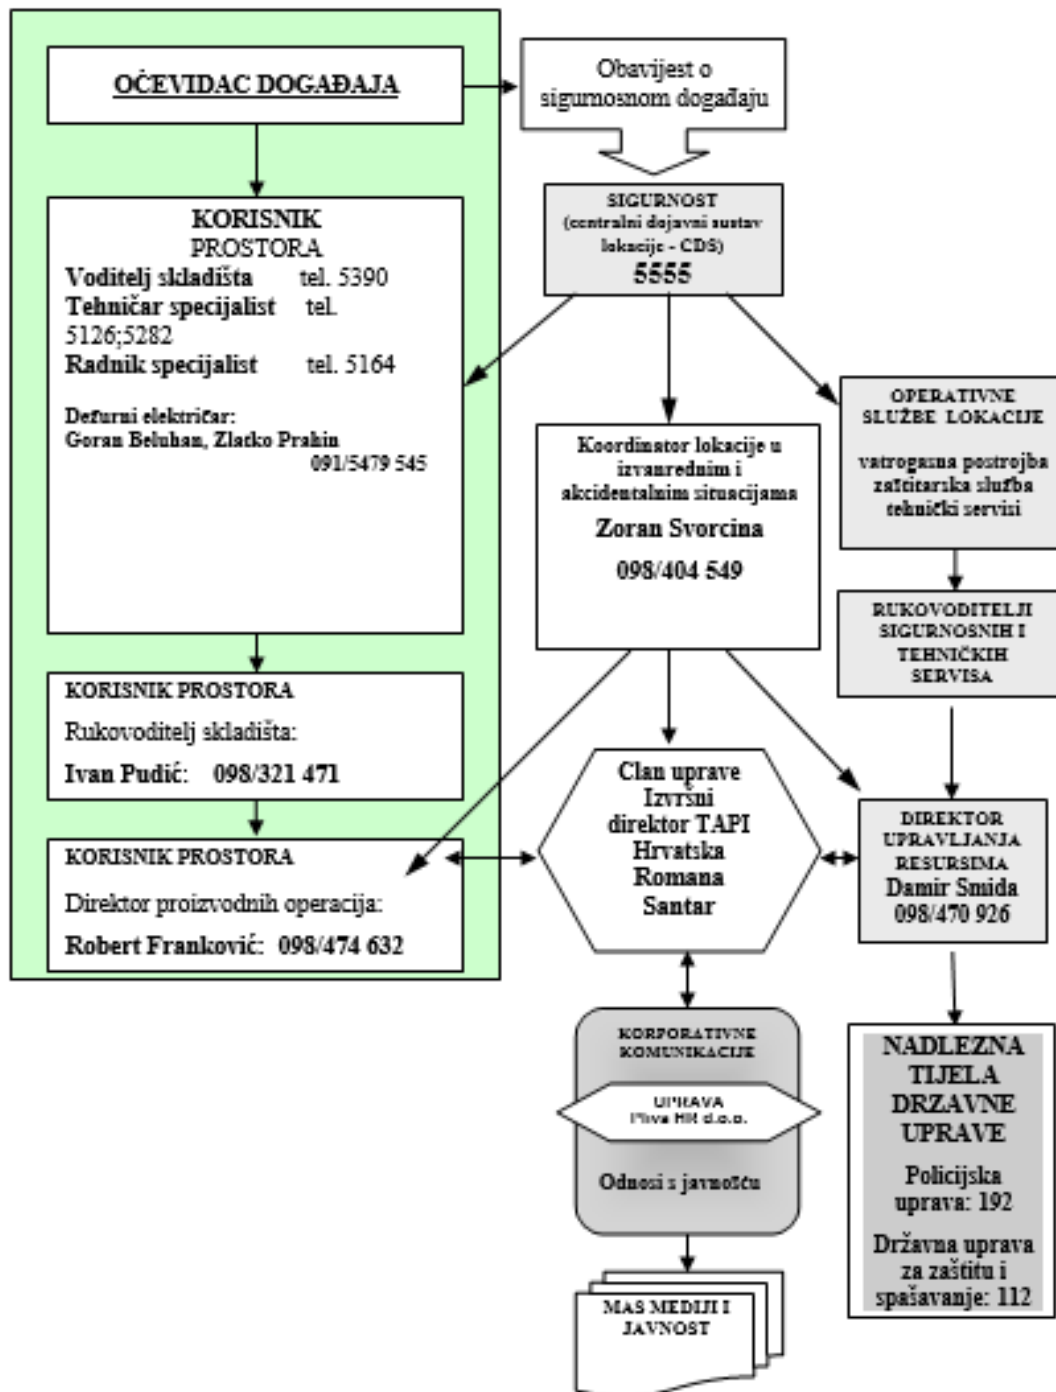 OČEVIDAC DOGAĐAJA
Obavijest o
sigurnosnom događaju
SIGURNOST
(centralni dojavni sustav
lokacije - CDS)
5555
KORISNIK
PROSTORA
Voditelj skladišta tel. 5390
Tehničar specijalist tel.
5126;5282
Radnik specijalist tel. 5164
Dežurni električar:
Goran Beluhan, Zlatko Prahin
091/5479 545
Koordinator lokacije u
izvanrednim i
akcidentalnim situacijama
Zoran Svorcina
098/404 549
OPERATIVNE
SLUŽBE LOKACIJE
vatrogasna postrojba
zaštitarska služba
tehnički servisi
RUKOVODITELJI
SIGURNOSNIH I
TEHNIČKIH
SERVISA
KORISNIK PROSTORA
Rukovoditelj skladišta:
Ivan Pudić: 098/321 471
KORISNIK PROSTORA
Direktor proizvodnih operacija:
Robert Franković: 098/474 632
Clan uprave
Izvršni
direktor TAPI
Hrvatska
Romana
Santar
DIREKTOR
UPRAVLJANJA
RESURSIMA
Damir Smida
098/470 926
KORPORATIVNE
KOMUNIKACIJE
UPRAVA
Pliva HR d.o.o.
Odnosi s javnošću
MAS MEDIJI I
JAVNOST
NADLEZNA
TIJELA
DRZAVNE
UPRAVE
Policijska
uprava: 192
Državna uprava
za zaštitu i
spašavanje: 112